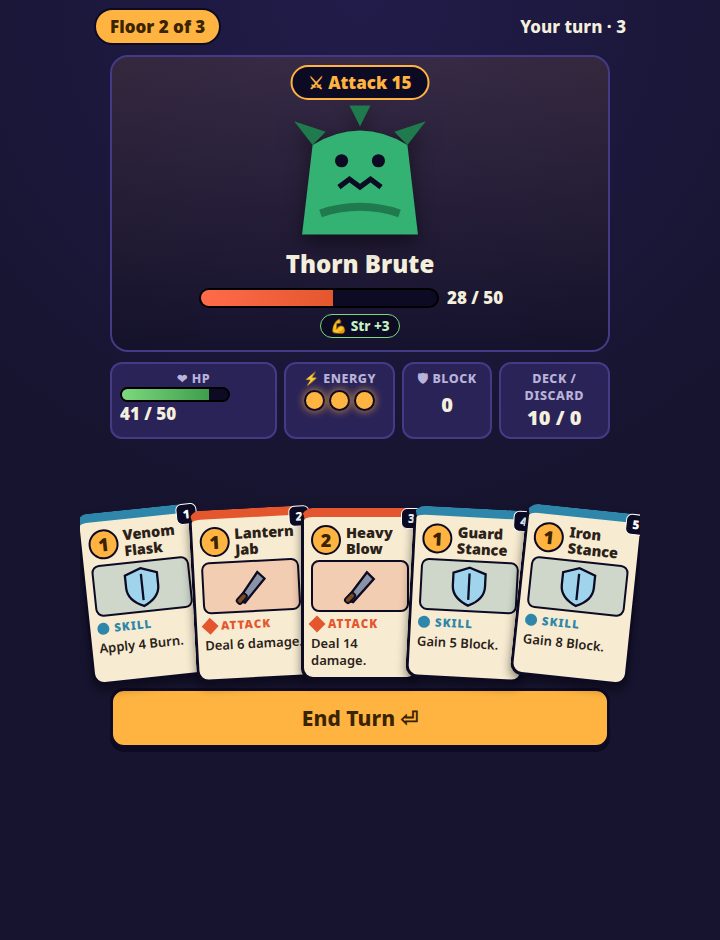 Floor 2 of 3
Your turn · 3
⚔ Attack 15
Thorn Brute
28 / 50
💪 Str +3
❤ HP
41 / 50
⚡ ENERGY
🛡 BLOCK
0
DECK /
DISCARD
10 / 0
1
1
Venom
Flask
SKILL
Apply 4 Burn.
2
1
Lantern
Jab
ATTACK
Deal 6 damage.
3
2
Heavy
Blow
ATTACK
Deal 14
damage.
4
1
Guard
Stance
SKILL
Gain 5 Block.
5
1
Iron
Stance
SKILL
Gain 8 Block.
End Turn ⏎